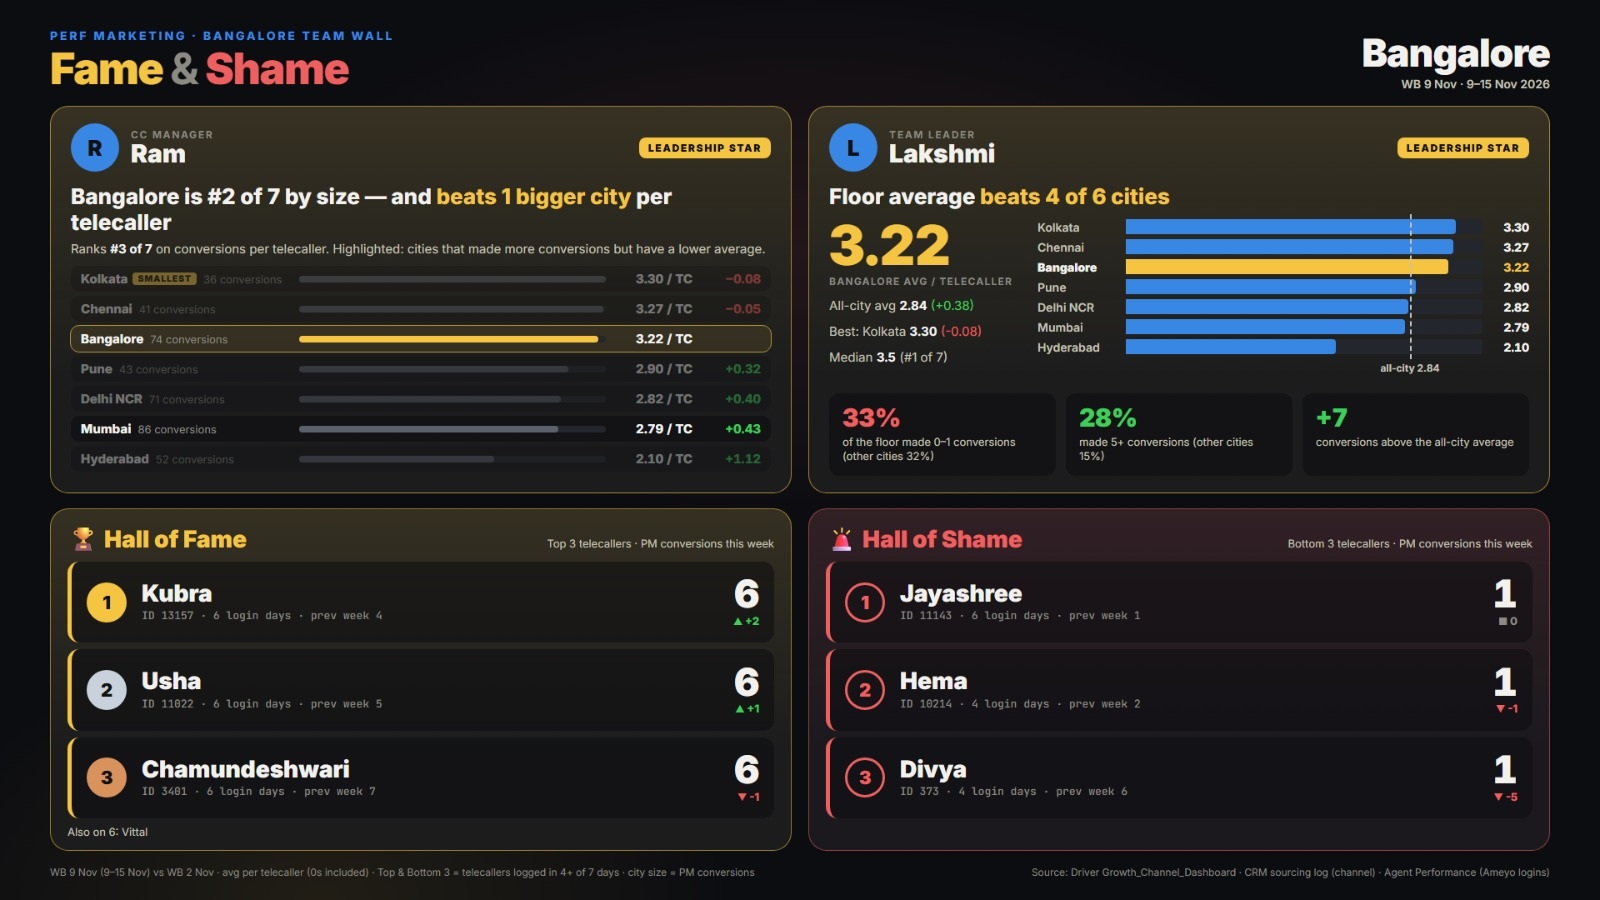 PERF MARKETING · BANGALORE TEAM WALL
Fame & Shame
Bangalore
WB 9 Nov · 9–15 Nov 2026
R
CC MANAGER
Ram
LEADERSHIP STAR
Bangalore is #2 of 7 by size — and beats 1 bigger city per
telecaller
Ranks #3 of 7 on conversions per telecaller. Highlighted: cities that made more conversions but have a lower average.
Kolkata SMALLEST 36 conversions 3.30 / TC −0.08
Chennai 41 conversions 3.27 / TC −0.05
Bangalore 74 conversions 3.22 / TC
Pune 43 conversions 2.90 / TC +0.32
Delhi NCR 71 conversions 2.82 / TC +0.40
Mumbai 86 conversions 2.79 / TC +0.43
Hyderabad 52 conversions 2.10 / TC +1.12
L
TEAM LEADER
Lakshmi
LEADERSHIP STAR
Floor average beats 4 of 6 cities
3.22
BANGALORE AVG / TELECALLER
All-city avg 2.84 (+0.38)
Best: Kolkata 3.30 (-0.08)
Median 3.5 (#1 of 7)
Kolkata 3.30
Chennai 3.27
Bangalore 3.22
Pune 2.90
Delhi NCR 2.82
Mumbai 2.79
Hyderabad 2.10
all-city 2.84
33%
of the floor made 0–1 conversions
(other cities 32%)
28%
made 5+ conversions (other cities
15%)
+7
conversions above the all-city average
Hall of Fame
Top 3 telecallers · PM conversions this week
1
Kubra
ID 13157 · 6 login days · prev week 4
6
▲ +2
2
Usha
ID 11022 · 6 login days · prev week 5
6
▲ +1
3
Chamundeshwari
ID 3401 · 6 login days · prev week 7
6
▼ -1
Also on 6: Vittal
Hall of Shame
Bottom 3 telecallers · PM conversions this week
1
Jayashree
ID 11143 · 6 login days · prev week 1
1
■ 0
2
Hema
ID 10214 · 4 login days · prev week 2
1
▼ -1
3
Divya
ID 373 · 4 login days · prev week 6
1
▼ -5
WB 9 Nov (9–15 Nov) vs WB 2 Nov · avg per telecaller (0s included) · Top & Bottom 3 = telecallers logged in 4+ of 7 days · city size = PM conversions
Source: Driver Growth_Channel_Dashboard · CRM sourcing log (channel) · Agent Performance (Ameyo logins)